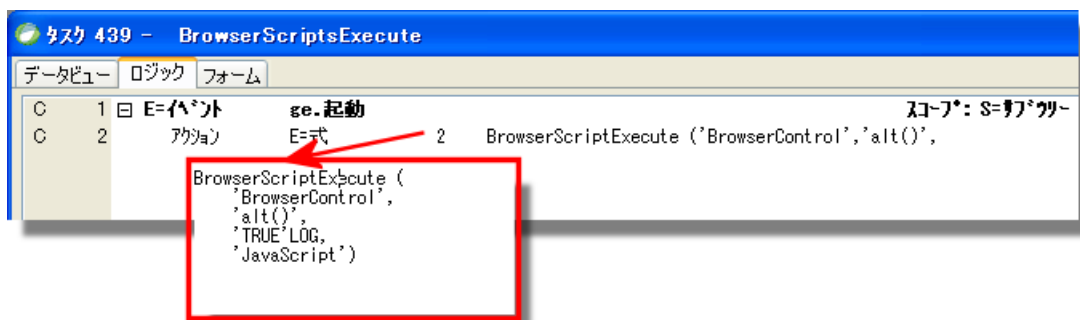 タスク 439 - BrowserScriptsExecute
データビュー ロジック フォーム
C 1 E=イベント ge.起動 スコープ: S=サブツリー
C 2 アクション E=式 2 BrowserScriptExecute ('BrowserControl','alt()',
BrowserScriptExecute (
'BrowserControl',
'alt()',
'TRUE'LOG,
'JavaScript')